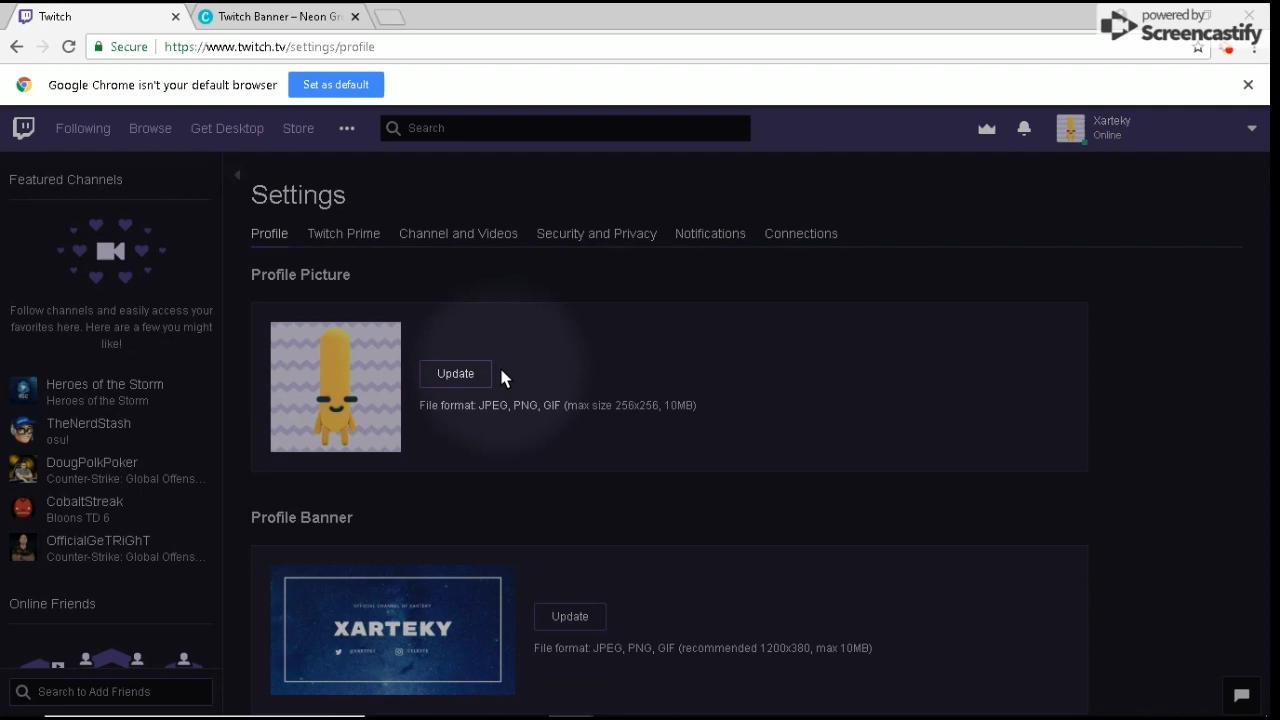 Twitch
Twitch Banner – Neon Gr
powered by
Screencastify
Secure
https://www.twitch.tv/settings/profile
Google Chrome isn't your default browser
Set as default
Following
Browse
Get Desktop
Store
Search
Xarteky
Online
Featured Channels
Follow channels and easily access your
favorites here. Here are a few you might
like!
Heroes of the Storm
Heroes of the Storm
TheNerdStash
osu!
DougPolkPoker
Counter-Strike: Global Offens...
CobaltStreak
Bloons TD 6
OfficialGeTRiGhT
Counter-Strike: Global Offens...
Online Friends
Search to Add Friends
Settings
Profile
Twitch Prime
Channel and Videos
Security and Privacy
Notifications
Connections
Profile Picture
Update
File format: JPEG, PNG, GIF (max size 256x256, 10MB)
Profile Banner
OFFICIAL CHANNEL OF XARTEKY
XARTEKY
Update
File format: JPEG, PNG, GIF (recommended 1200x380, max 10MB)